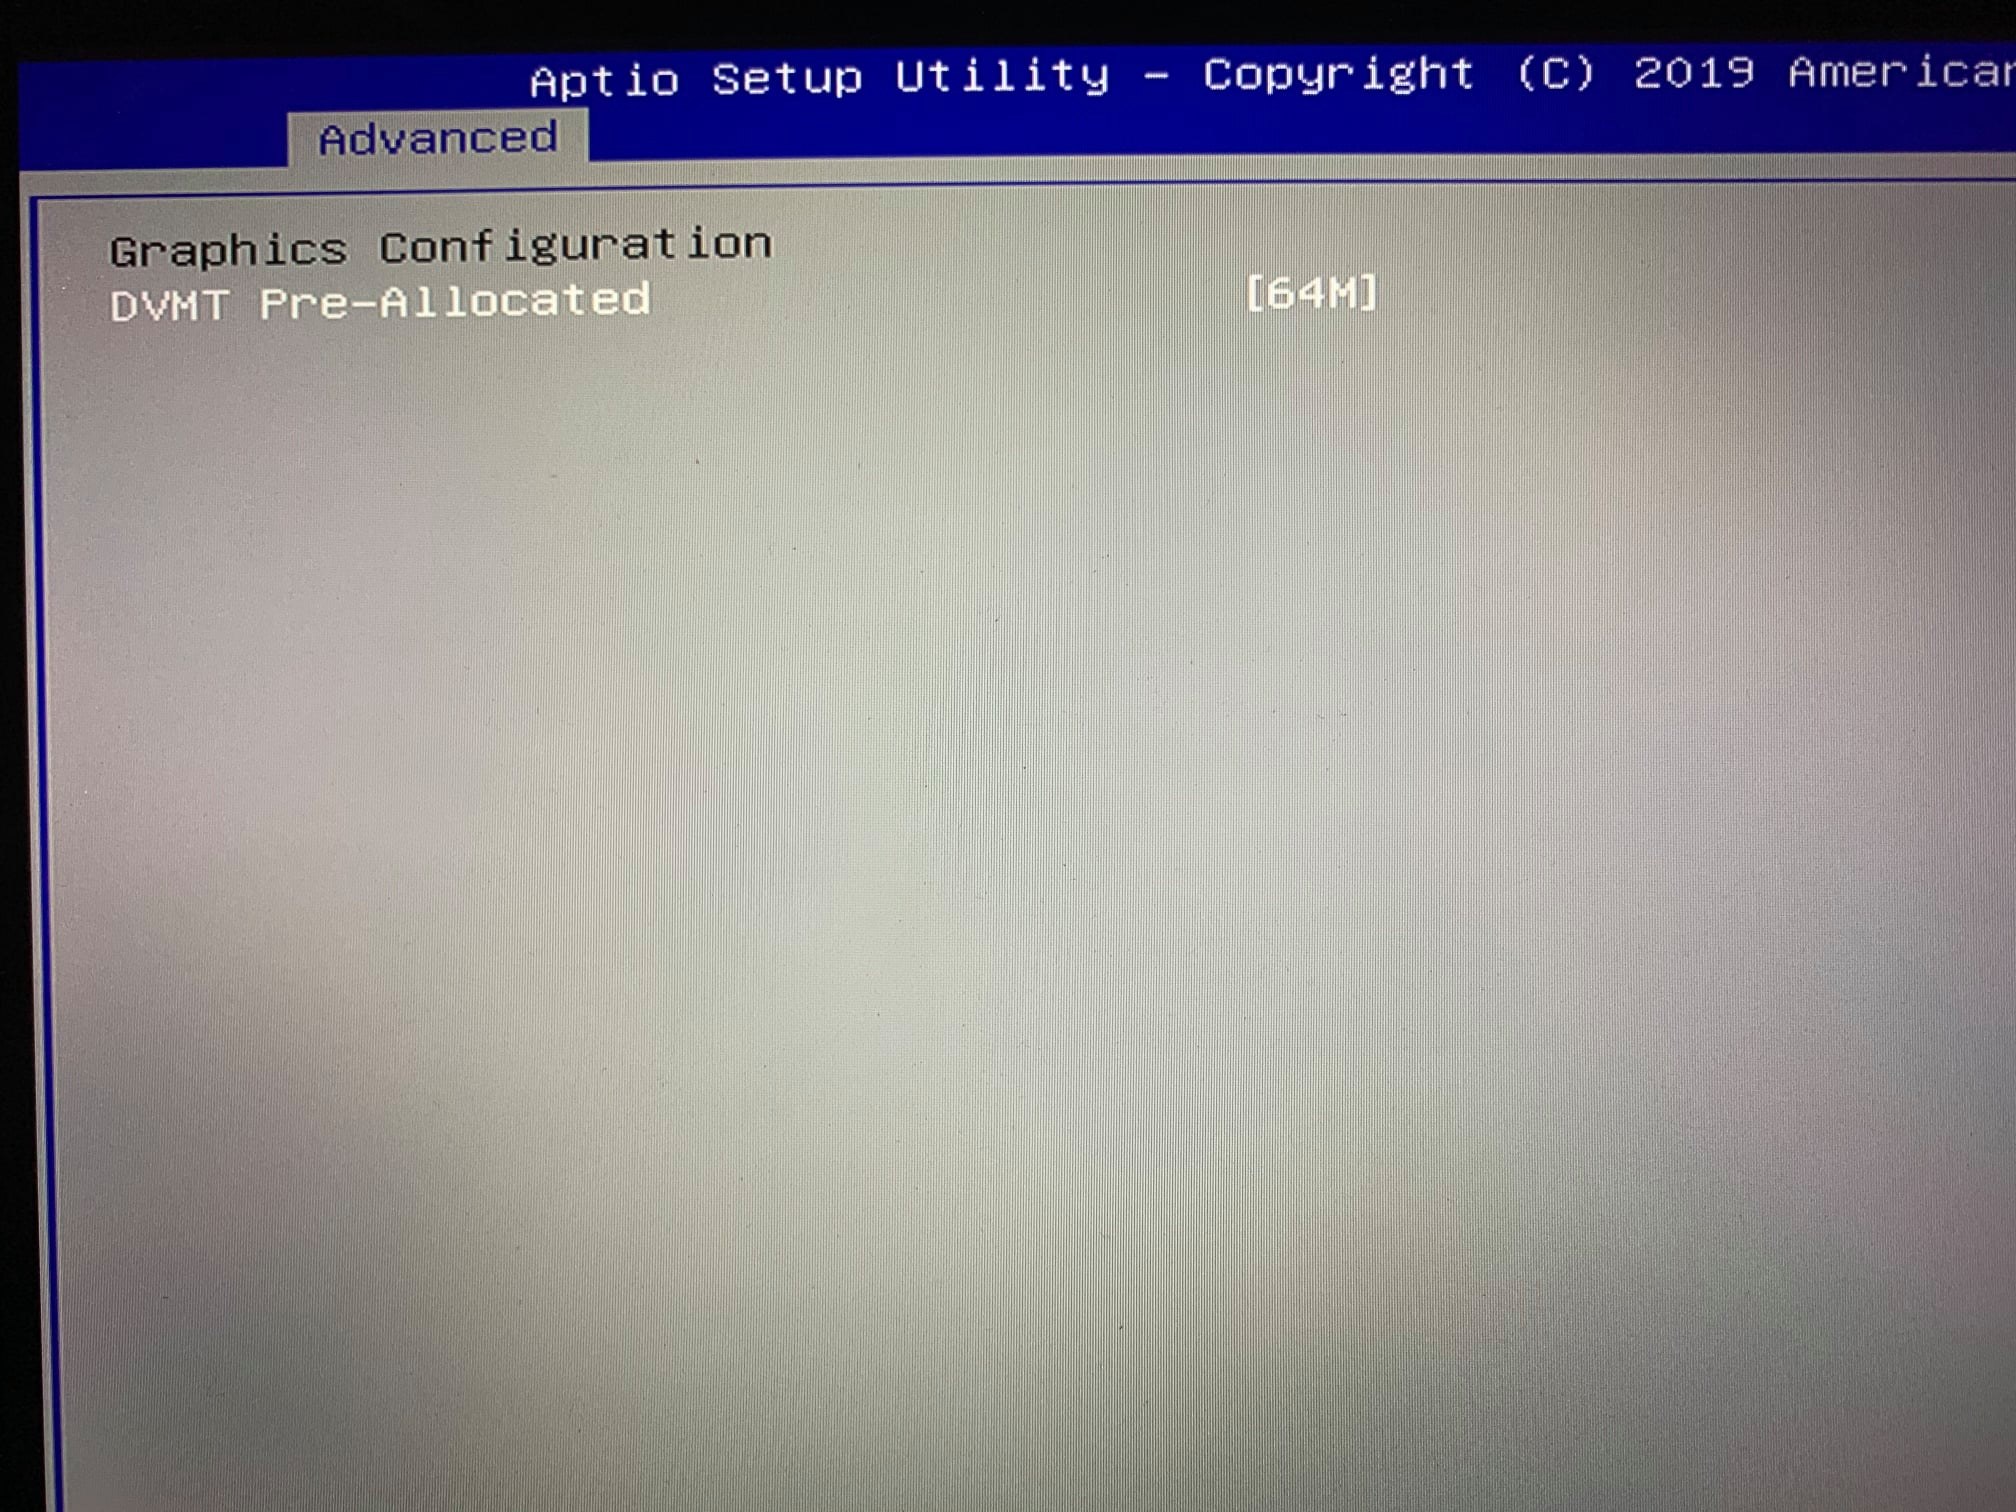 Aptio Setup Utility – Copyright (C) 2019 American
Advanced
Graphics Configuration
DVMT Pre-Allocated [64M]